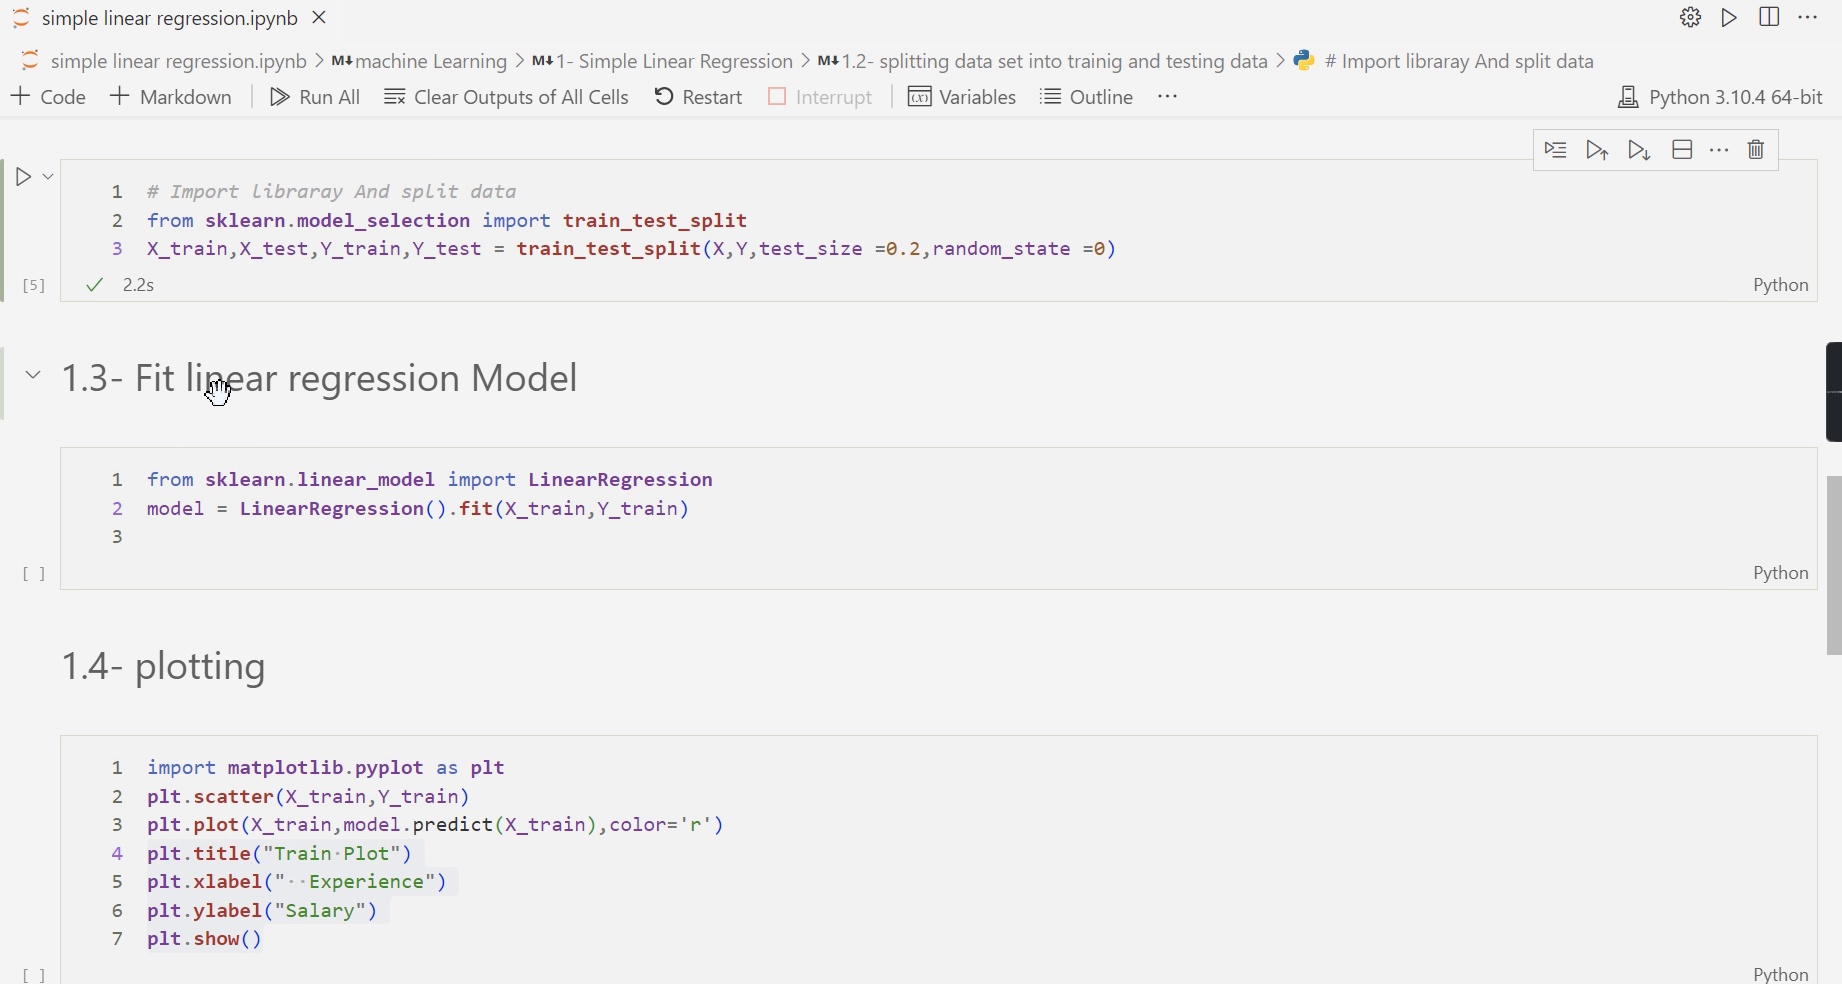 simple linear regression.ipynb
simple linear regression.ipynb > M↓machine Learning > M↓1- Simple Linear Regression > M↓1.2- splitting data set into trainig and testing data > # Import libraray And split data
+ Code + Markdown Run All Clear Outputs of All Cells Restart Interrupt Variables Outline ... Python 3.10.4 64-bit
1 # Import libraray And split data
2 from sklearn.model_selection import train_test_split
3 X_train,X_test,Y_train,Y_test = train_test_split(X,Y,test_size =0.2,random_state =0)
[5] ✓ 2.2s Python
1.3- Fit linear regression Model
1 from sklearn.linear_model import LinearRegression
2 model = LinearRegression().fit(X_train,Y_train)
3
[ ] Python
1.4- plotting
1 import matplotlib.pyplot as plt
2 plt.scatter(X_train,Y_train)
3 plt.plot(X_train,model.predict(X_train),color='r')
4 plt.title("Train·Plot")
5 plt.xlabel("··Experience")
6 plt.ylabel("Salary")
7 plt.show()
[ ] Python